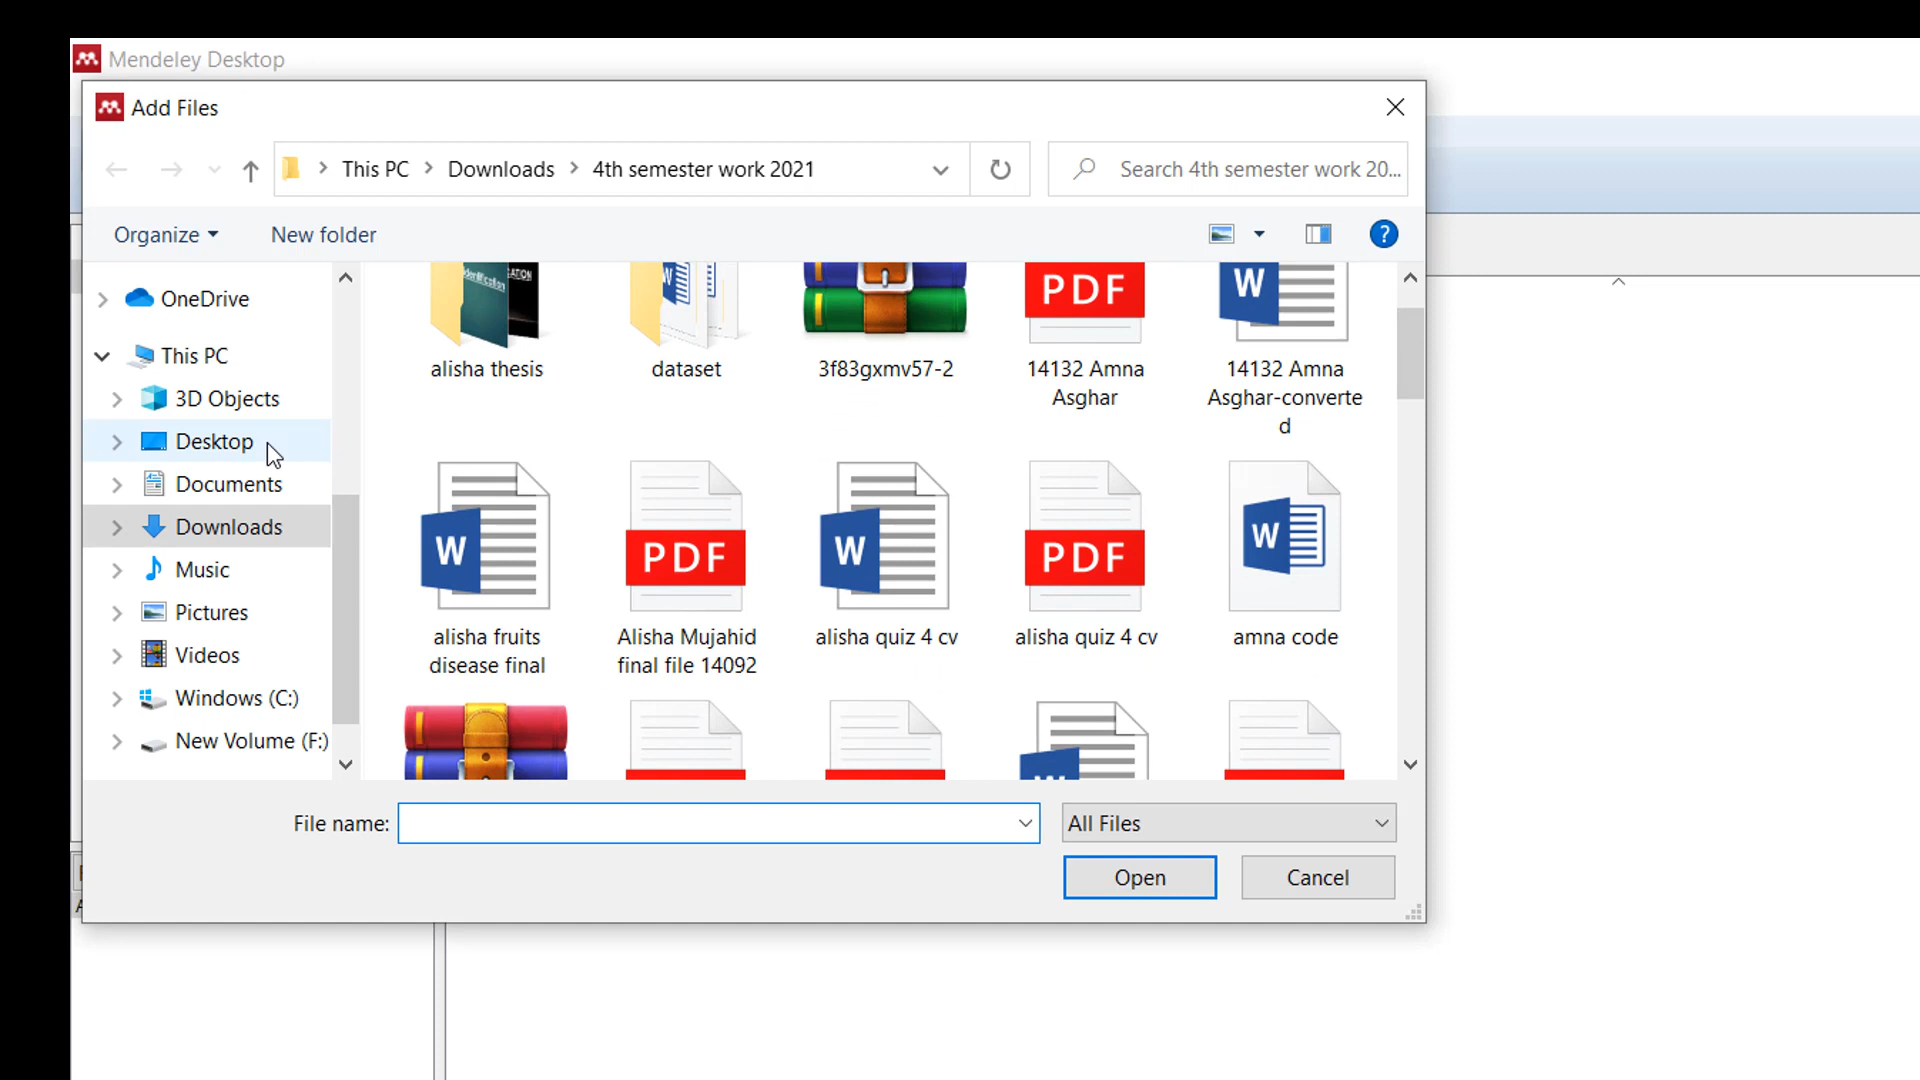 Mendeley Desktop
Add Files
This PC Downloads 4th semester work 2021
Search 4th semester work 20...
Organize New folder
?
OneDrive
This PC
3D Objects
Desktop
Documents
Downloads
Music
Pictures
Videos
Windows (C:)
New Volume (F:)
alisha thesis
dataset
3f83gxmv57-2
PDF
14132 Amna
Asghar
W
14132 Amna
Asghar-converte
d
W
alisha fruits
disease final
PDF
Alisha Mujahid
final file 14092
W
alisha quiz 4 cv
PDF
alisha quiz 4 cv
W
amna code
File name:
All Files
Open
Cancel